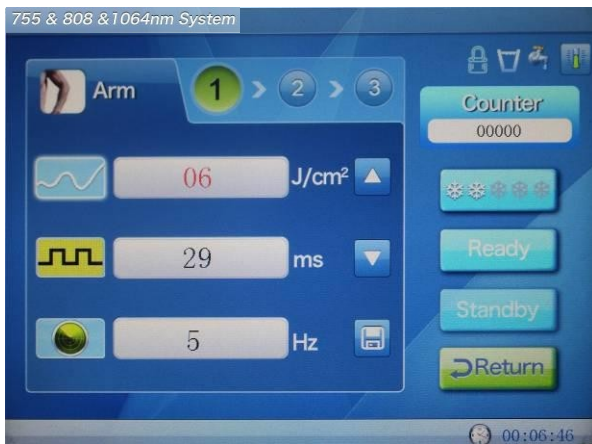 755 & 808 &1064nm System
Arm
1 > 2 > 3
Counter
00000
06 J/cm²
29 ms
Ready
Standby
5 Hz
Return
00:06:46